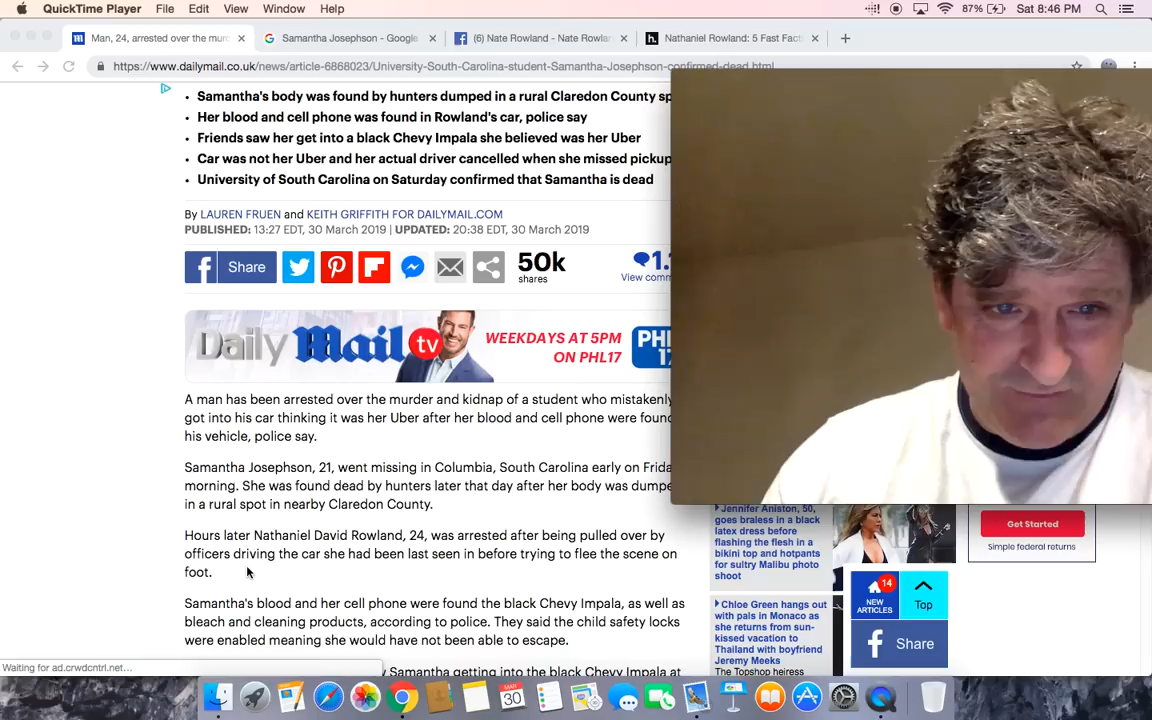 QuickTime Player File Edit View Window Help 87% Sat 8:46 PM
Man, 24, arrested over the mur Samantha Josephson - Google (6) Nate Rowland - Nate Rowlan Nathaniel Rowland: 5 Fast Fact
https://www.dailymail.co.uk/news/article-6868023/University-South-Carolina-student-Samantha-Josephson-confirmed-dead.html
• Samantha's body was found by hunters dumped in a rural Claredon County sp
• Her blood and cell phone was found in Rowland's car, police say
• Friends saw her get into a black Chevy Impala she believed was her Uber
• Car was not her Uber and her actual driver cancelled when she missed pickup
• University of South Carolina on Saturday confirmed that Samantha is dead
By LAUREN FRUEN and KEITH GRIFFITH FOR DAILYMAIL.COM
PUBLISHED: 13:27 EDT, 30 March 2019 | UPDATED: 20:38 EDT, 30 March 2019
Share 50k shares 1. View comm
Daily Mail tv WEEKDAYS AT 5PM ON PHL17 PH 17
A man has been arrested over the murder and kidnap of a student who mistakenly
got into his car thinking it was her Uber after her blood and cell phone were found
his vehicle, police say.
Samantha Josephson, 21, went missing in Columbia, South Carolina early on Frida
morning. She was found dead by hunters later that day after her body was dumpe
in a rural spot in nearby Claredon County.
Hours later Nathaniel David Rowland, 24, was arrested after being pulled over by
officers driving the car she had been last seen in before trying to flee the scene on
foot.
Samantha's blood and her cell phone were found the black Chevy Impala, as well as
bleach and cleaning products, according to police. They said the child safety locks
were enabled meaning she would have not been able to escape.
y Samantha getting into the black Chevy Impala at
Jennifer Aniston, 50,
goes braless in a black
latex dress before
flashing the flesh in a
bikini top and hotpants
for sultry Malibu photo
shoot
Chloe Green hangs out
with pals in Monaco as
she returns from sun-
kissed vacation to
Thailand with boyfriend
Jeremy Meeks
The Topshop heiress
Get Started
Simple federal returns
14
NEW
ARTICLES
Top
Share
Waiting for ad.crwdcntrl.net...
MAR
30